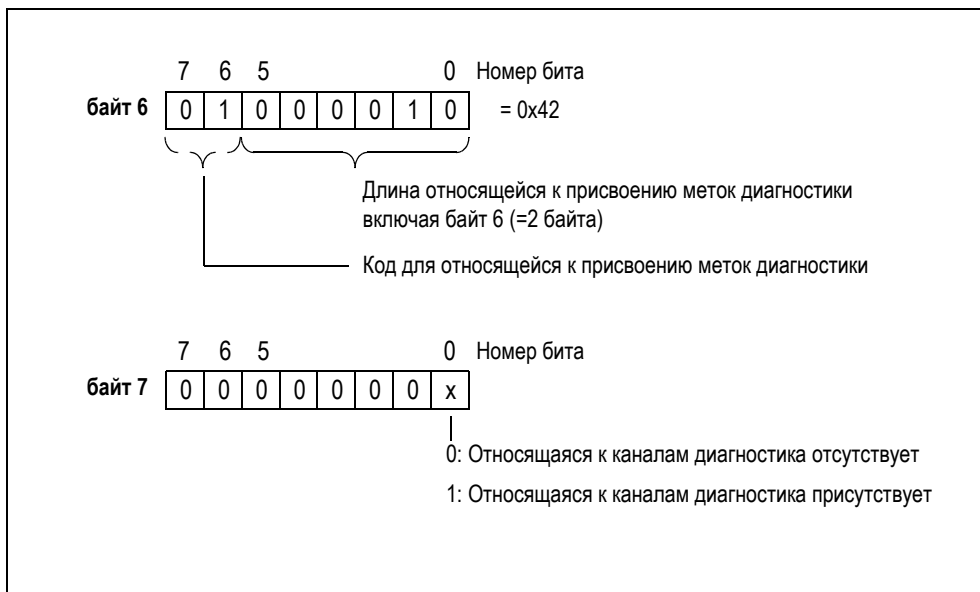 7 6 5 0 Номер бита
байт 6 0 1 0 0 0 0 1 0 = 0x42
Длина относящейся к присвоению меток диагностики
включая байт 6 (=2 байта)
Код для относящейся к присвоению меток диагностики
7 6 5 0 Номер бита
байт 7 0 0 0 0 0 0 0 x
0: Относящаяся к каналам диагностика отсутствует
1: Относящаяся к каналам диагностика присутствует